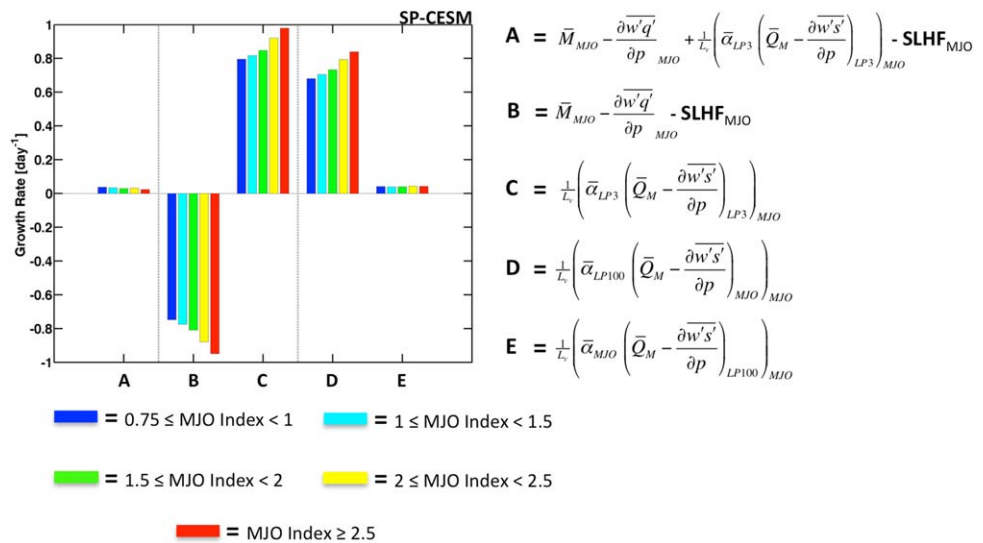 SP-CESM
Growth Rate [day⁻¹]
1
0.8
0.6
0.4
0.2
0
-0.2
-0.4
-0.6
-0.8
-1
A B C D E
A = M̄_MJO − ∂w′q′‾/∂p _MJO + 1/L_v (ᾱ_LP3 (Q̄_M − ∂w′s′‾/∂p)_LP3)_MJO - SLHF_MJO
B = M̄_MJO − ∂w′q′‾/∂p _MJO - SLHF_MJO
C = 1/L_v (ᾱ_LP3 (Q̄_M − ∂w′s′‾/∂p)_LP3)_MJO
D = 1/L_v (ᾱ_LP100 (Q̄_M − ∂w′s′‾/∂p)_MJO)_MJO
E = 1/L_v (ᾱ_MJO (Q̄_M − ∂w′s′‾/∂p)_LP100)_MJO
= 0.75 ≤ MJO Index < 1
= 1 ≤ MJO Index < 1.5
= 1.5 ≤ MJO Index < 2
= 2 ≤ MJO Index < 2.5
= MJO Index ≥ 2.5